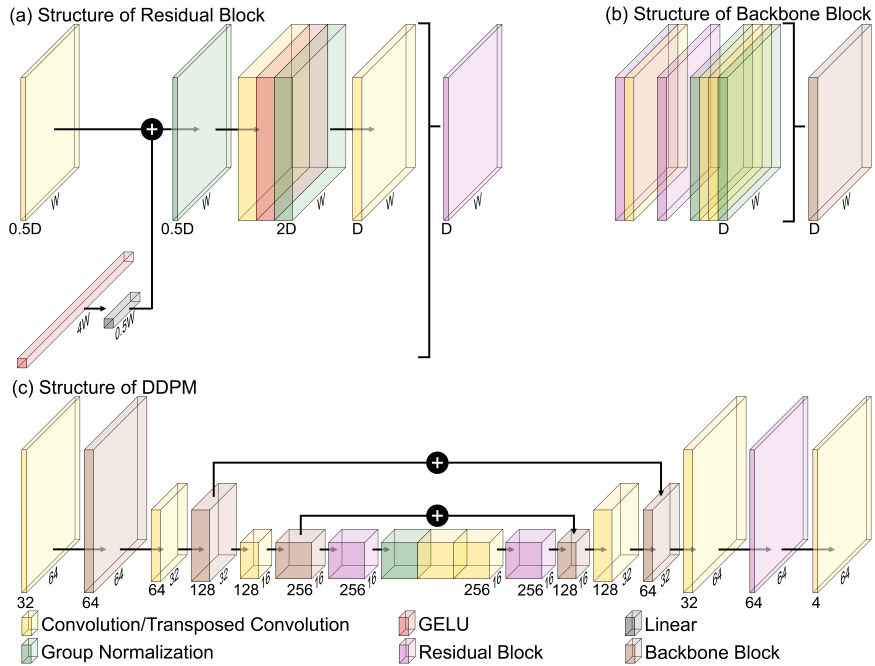 (a) Structure of Residual Block
(b) Structure of Backbone Block
W W W W W W W
0.5D 0.5D 2D D D D D
4W 0.5W
(c) Structure of DDPM
64 64 32 32 16 16 16 16 16 16 32 32 64 64 64
32 64 64 128 128 256 256 256 256 128 128 64 32 64 4
Convolution/Transposed Convolution GELU Linear
Group Normalization Residual Block Backbone Block